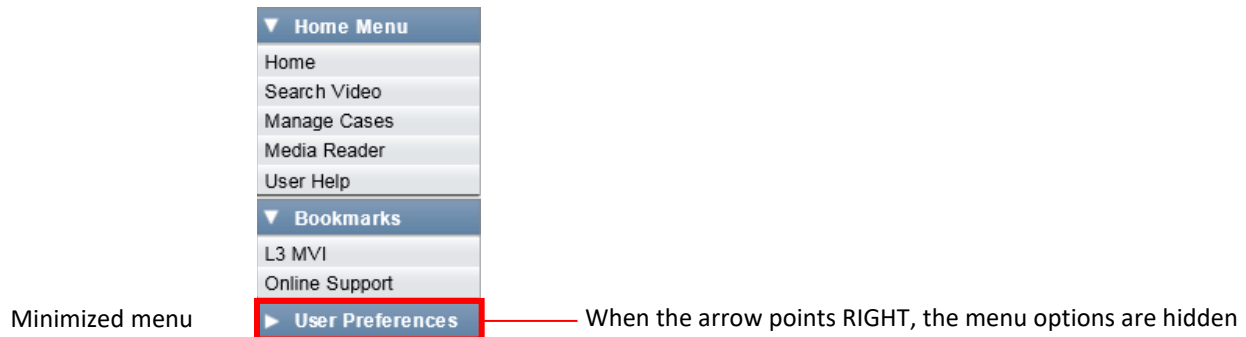 Home Menu
Home
Search Video
Manage Cases
Media Reader
User Help
Bookmarks
L3 MVI
Online Support
Minimized menu
User Preferences
When the arrow points RIGHT, the menu options are hidden